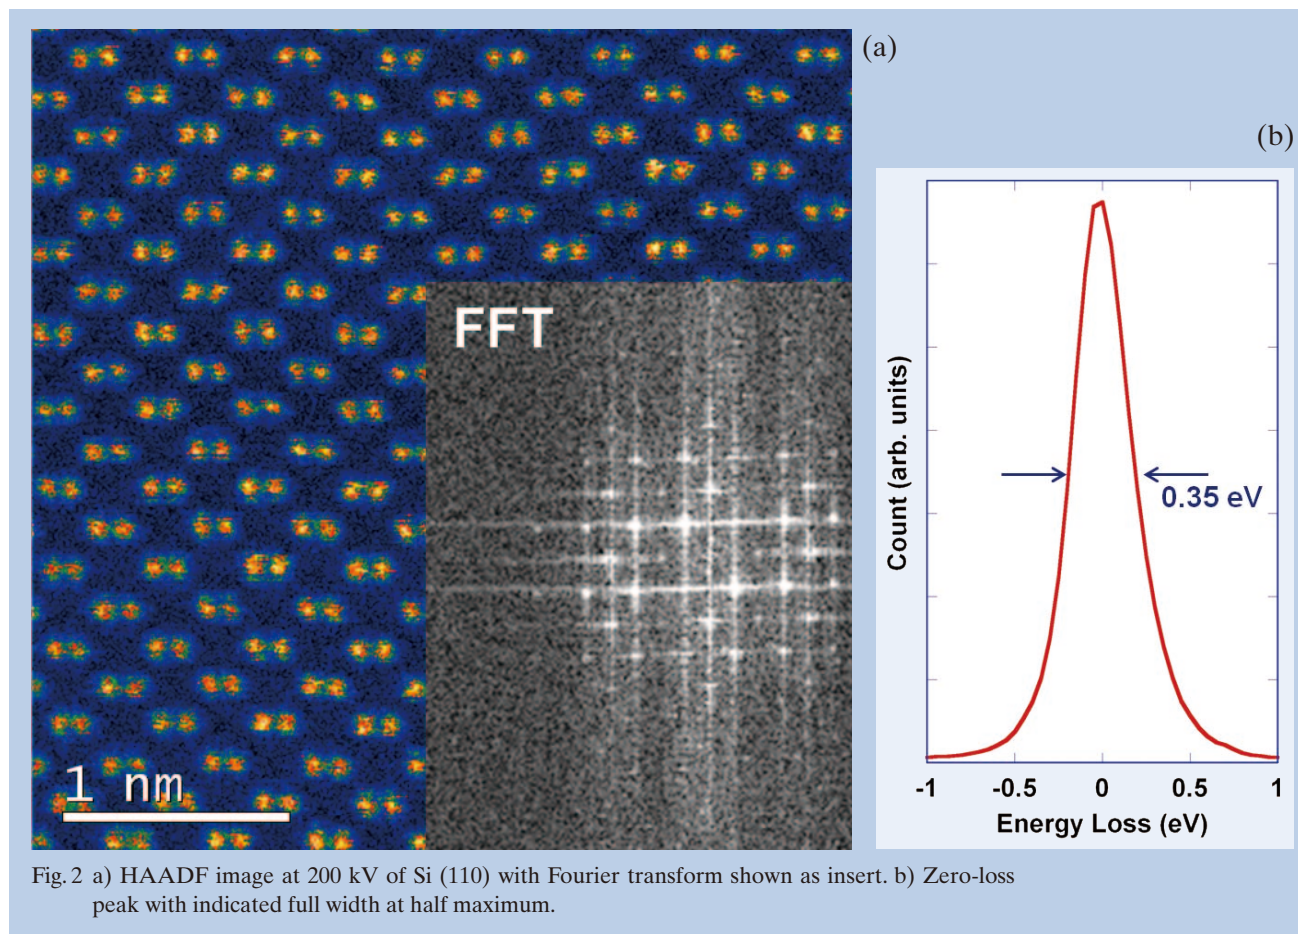 (a)
(b)
FFT
1 nm
Count (arb. units)
0.35 eV
-1 -0.5 0 0.5 1
Energy Loss (eV)
Fig. 2 a) HAADF image at 200 kV of Si (110) with Fourier transform shown as insert. b) Zero-loss
peak with indicated full width at half maximum.